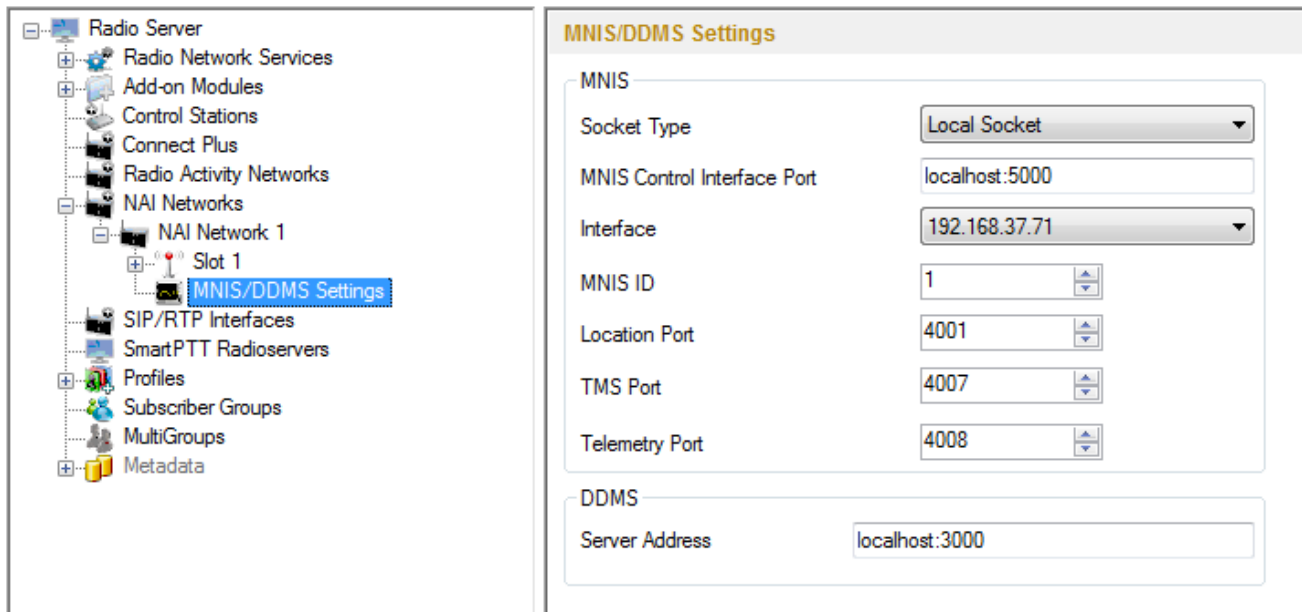 Radio Server
Radio Network Services
Add-on Modules
Control Stations
Connect Plus
Radio Activity Networks
NAI Networks
NAI Network 1
Slot 1
MNIS/DDMS Settings
SIP/RTP Interfaces
SmartPTT Radioservers
Profiles
Subscriber Groups
MultiGroups
Metadata
MNIS/DDMS Settings
MNIS
Socket Type Local Socket
MNIS Control Interface Port localhost:5000
Interface 192.168.37.71
MNIS ID 1
Location Port 4001
TMS Port 4007
Telemetry Port 4008
DDMS
Server Address localhost:3000